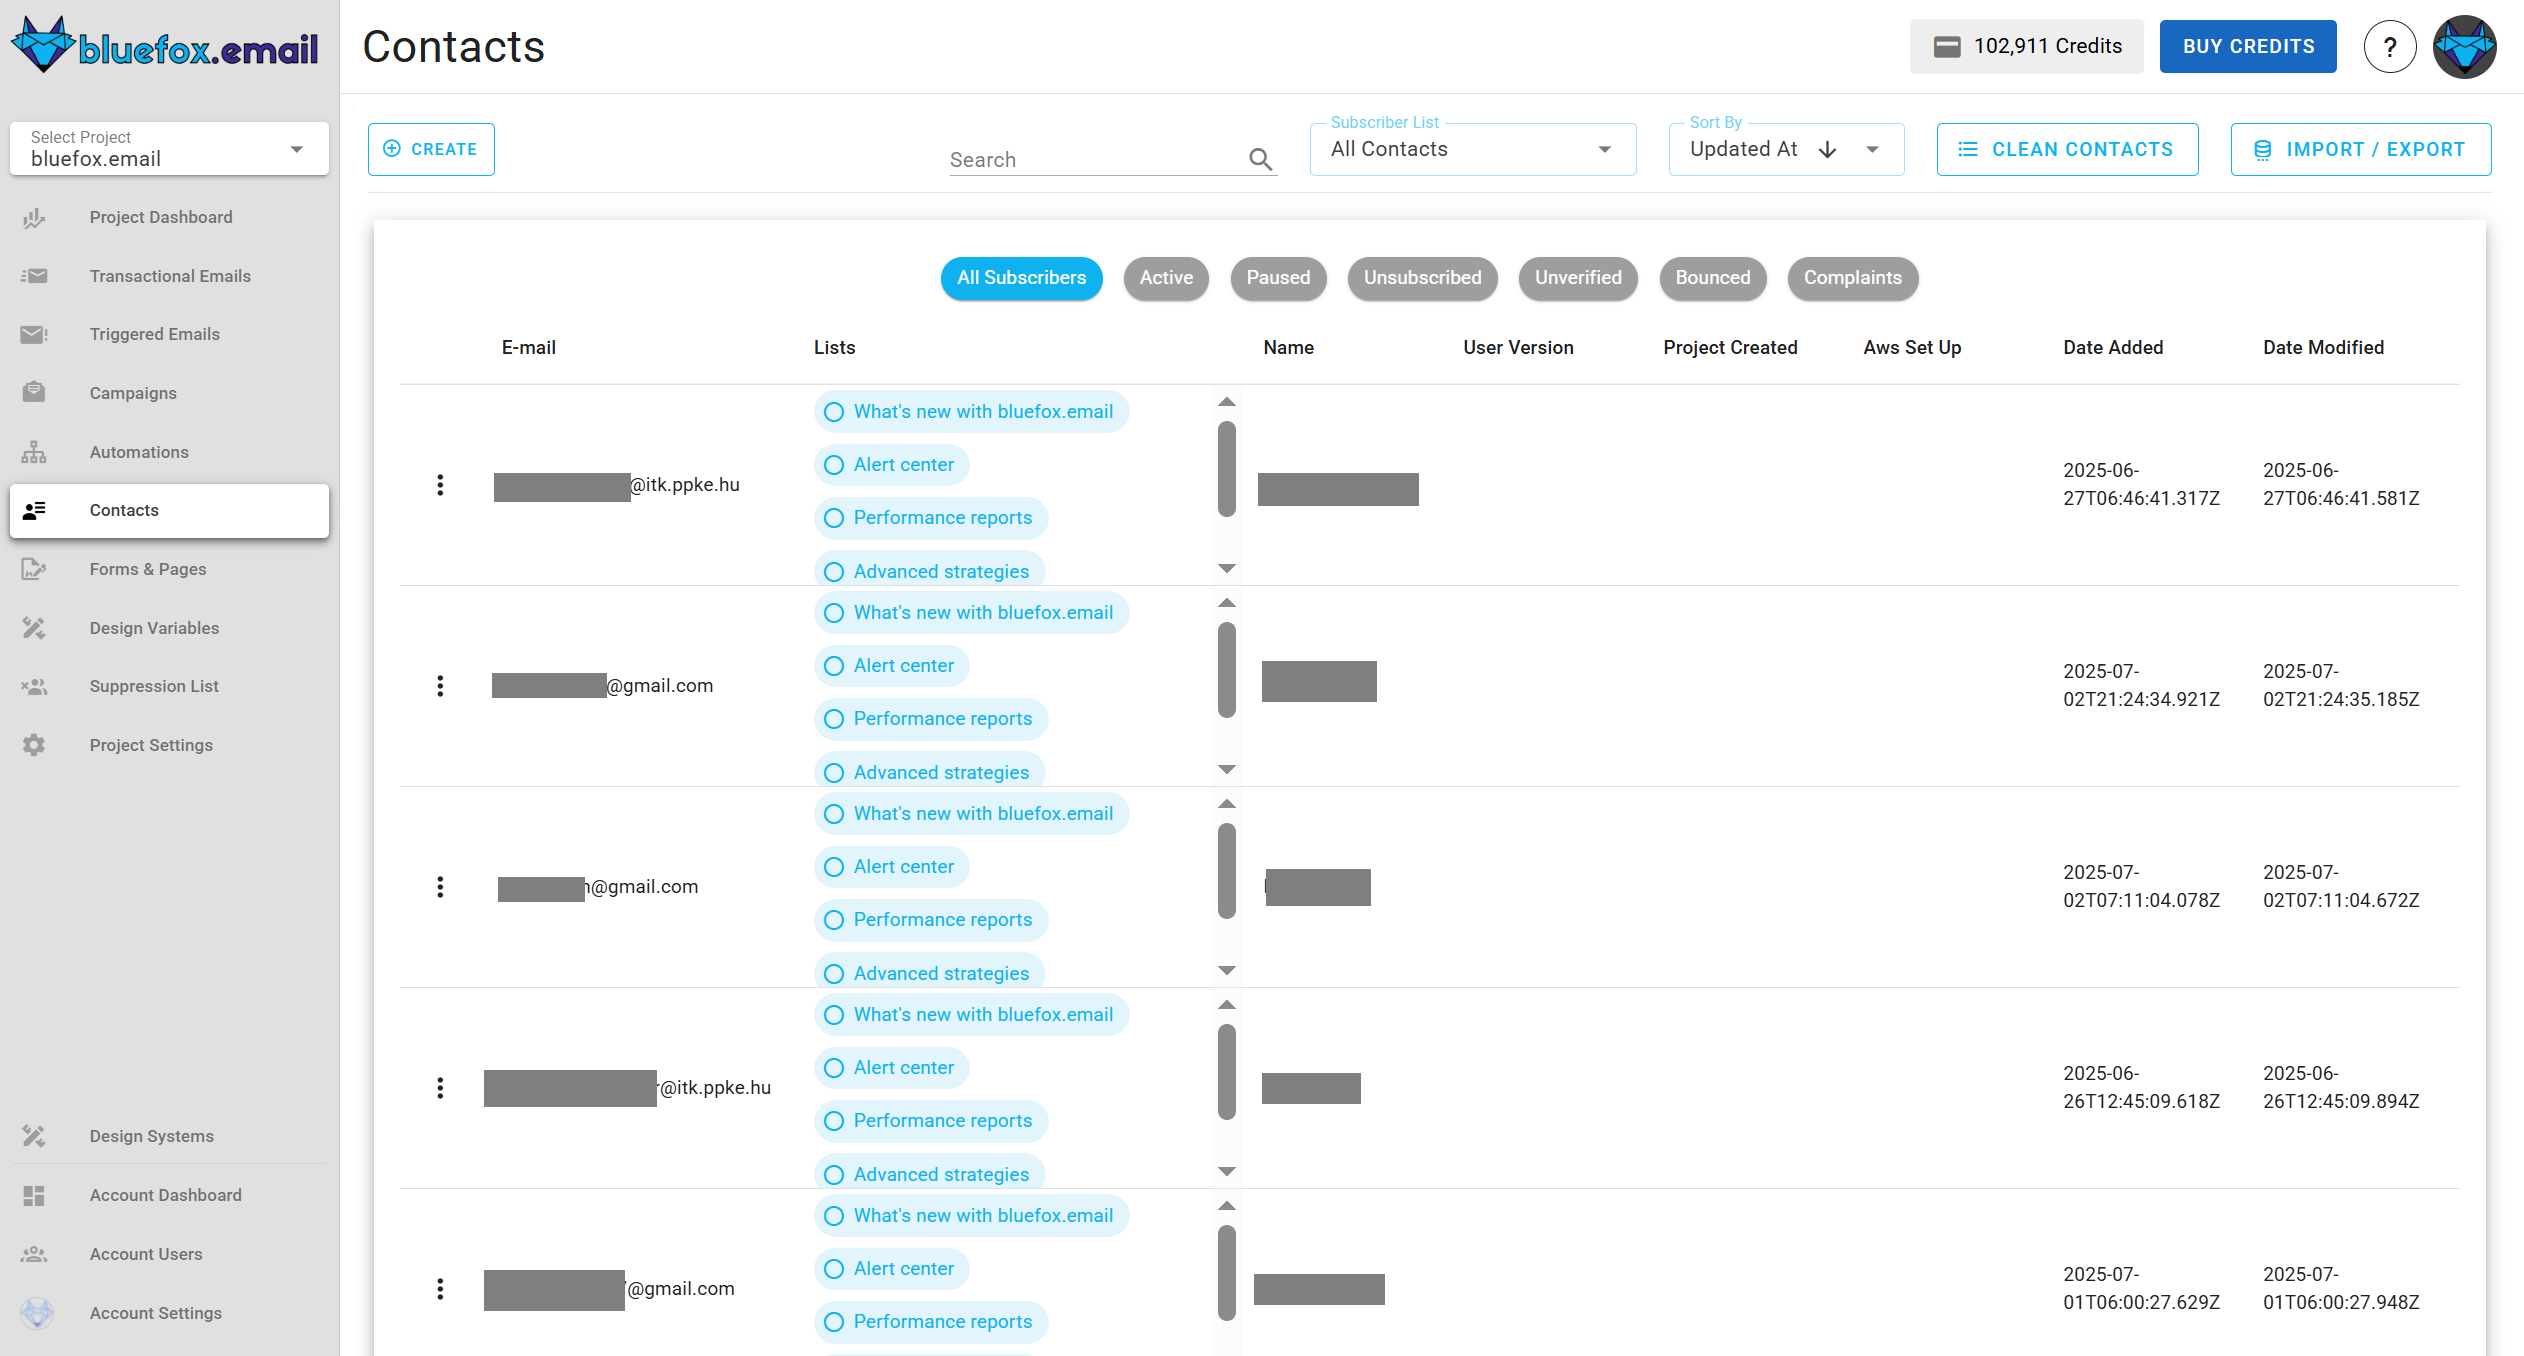 bluefox.email
Contacts
102,911 Credits
BUY CREDITS
?
Select Project
bluefox.email
Project Dashboard
Transactional Emails
Triggered Emails
Campaigns
Automations
Contacts
Forms & Pages
Design Variables
Suppression List
Project Settings
Design Systems
Account Dashboard
Account Users
Account Settings
CREATE
Search
Subscriber List
All Contacts
Sort By
Updated At
CLEAN CONTACTS
IMPORT / EXPORT
All Subscribers
Active
Paused
Unsubscribed
Unverified
Bounced
Complaints
E-mail
Lists
Name
User Version
Project Created
Aws Set Up
Date Added
Date Modified
@itk.ppke.hu
What's new with bluefox.email
Alert center
Performance reports
Advanced strategies
2025-06-
27T06:46:41.317Z
2025-06-
27T06:46:41.581Z
@gmail.com
What's new with bluefox.email
Alert center
Performance reports
Advanced strategies
2025-07-
02T21:24:34.921Z
2025-07-
02T21:24:35.185Z
@gmail.com
What's new with bluefox.email
Alert center
Performance reports
Advanced strategies
2025-07-
02T07:11:04.078Z
2025-07-
02T07:11:04.672Z
@itk.ppke.hu
What's new with bluefox.email
Alert center
Performance reports
Advanced strategies
2025-06-
26T12:45:09.618Z
2025-06-
26T12:45:09.894Z
@gmail.com
What's new with bluefox.email
Alert center
Performance reports
2025-07-
01T06:00:27.629Z
2025-07-
01T06:00:27.948Z